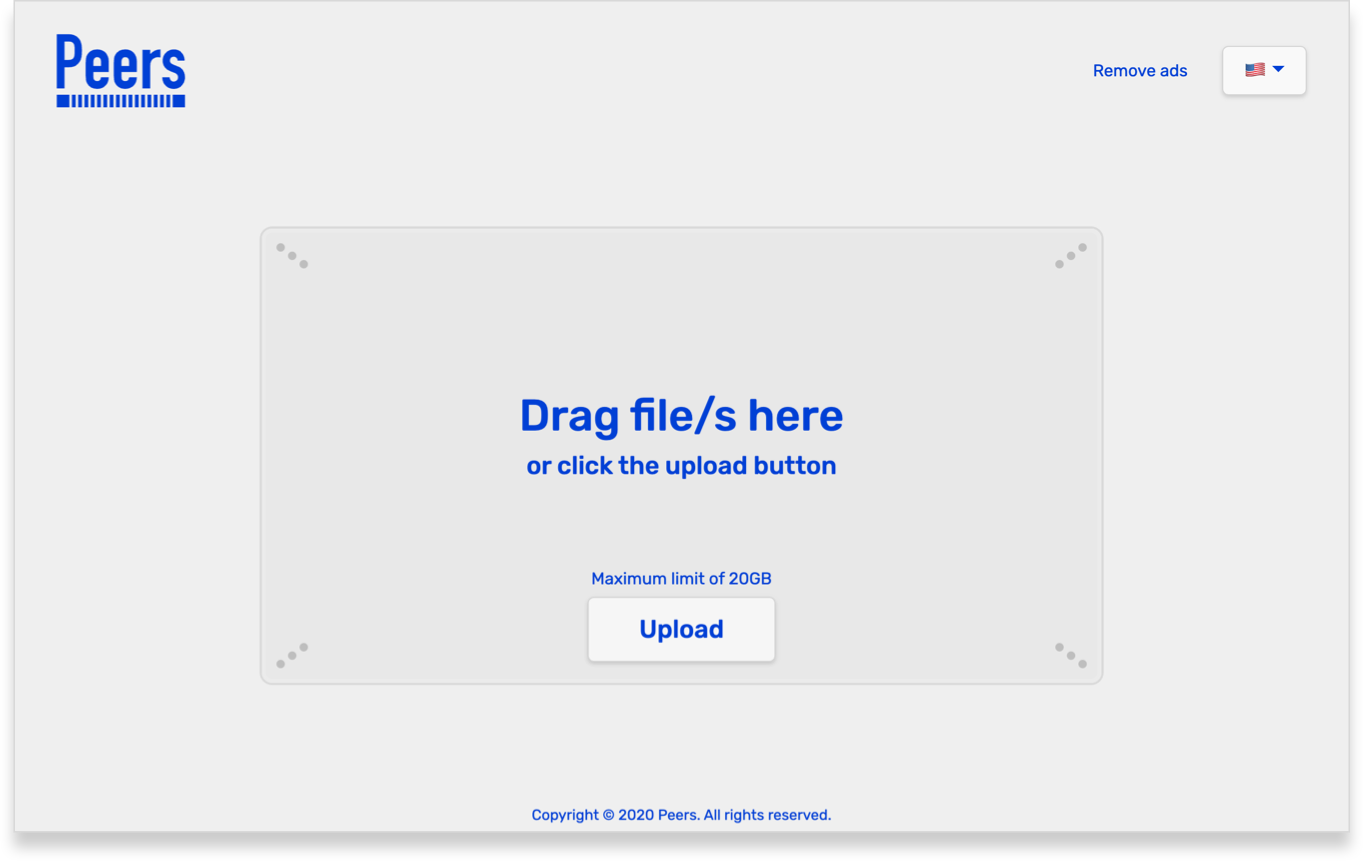 Peers
Remove ads
Drag file/s here
or click the upload button
Maximum limit of 20GB
Upload
Copyright © 2020 Peers. All rights reserved.